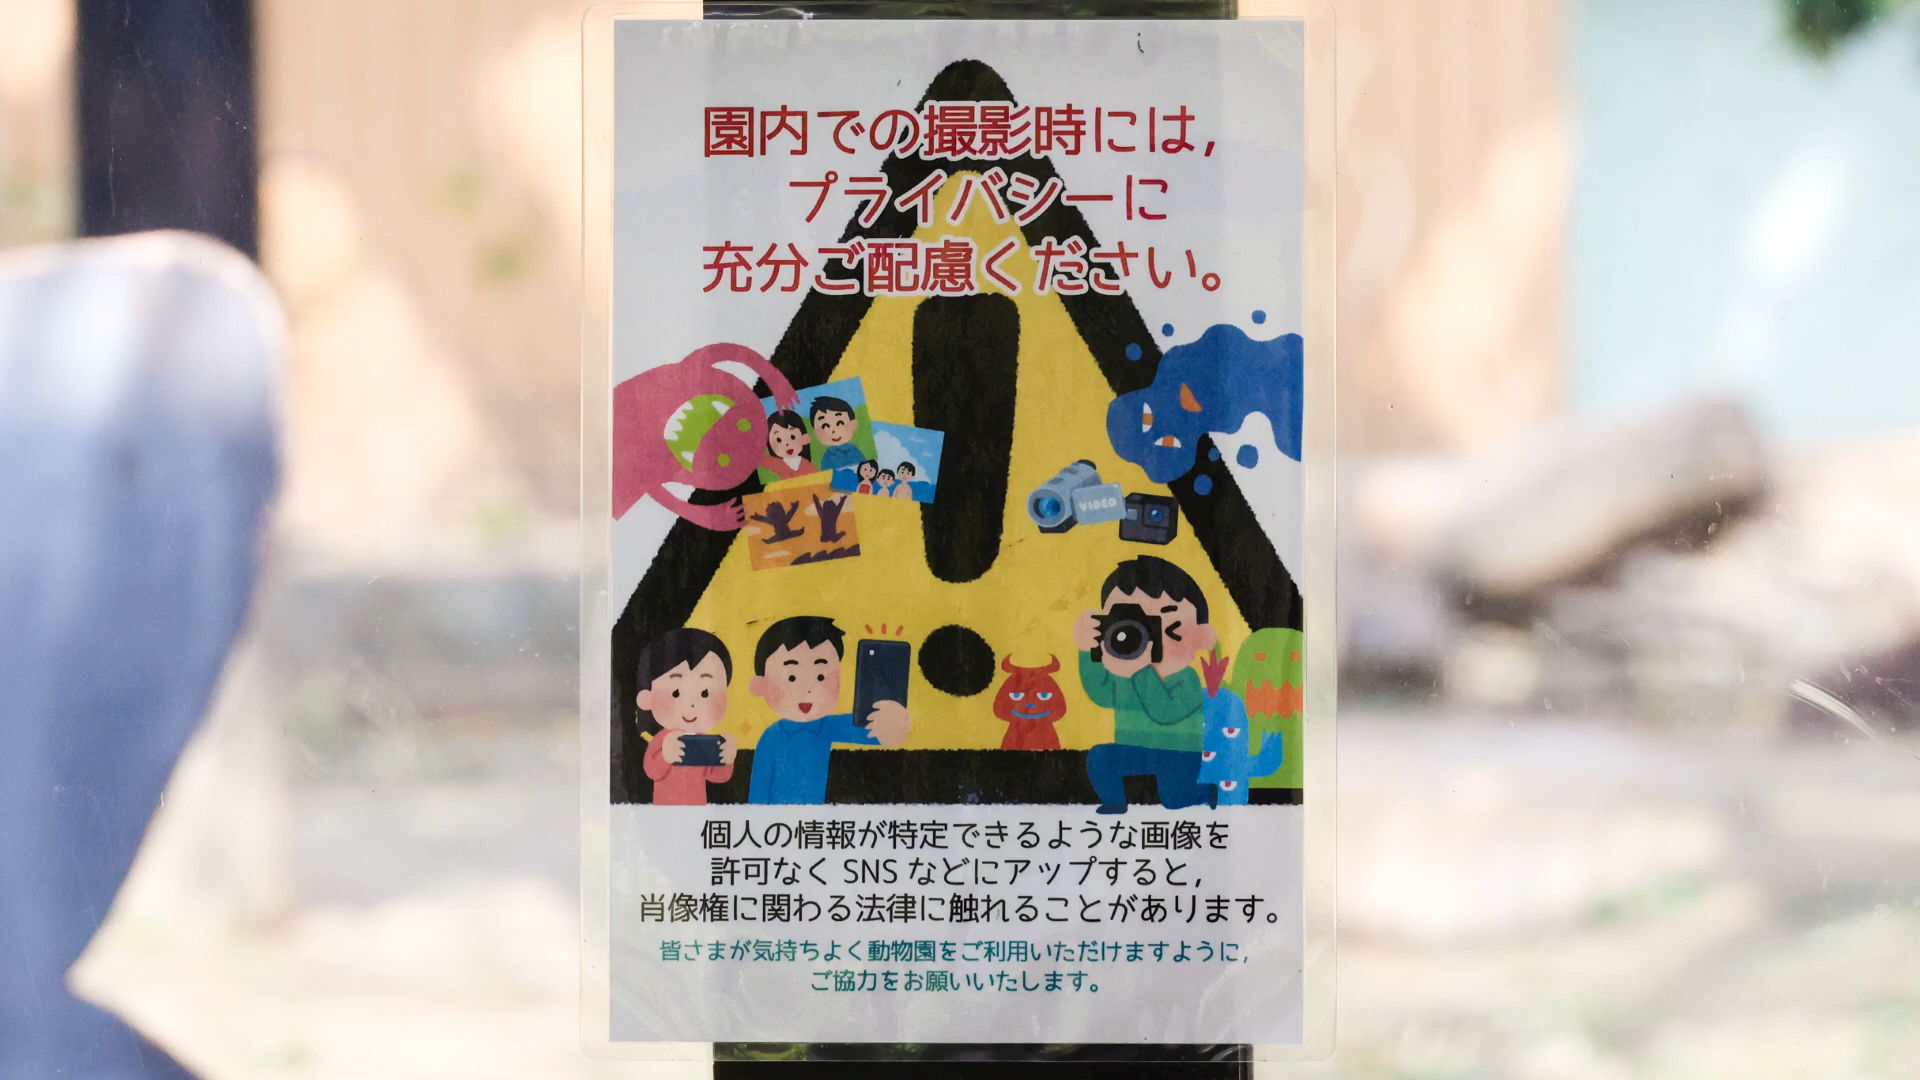 園内での撮影時には,
プライバシーに
充分ご配慮ください。
VIDEO
個人の情報が特定できるような画像を
許可なく SNS などにアップすると,
肖像権に関わる法律に触れることがあります。
皆さまが気持ちよく動物園をご利用いただけますように,
ご協力をお願いいたします。